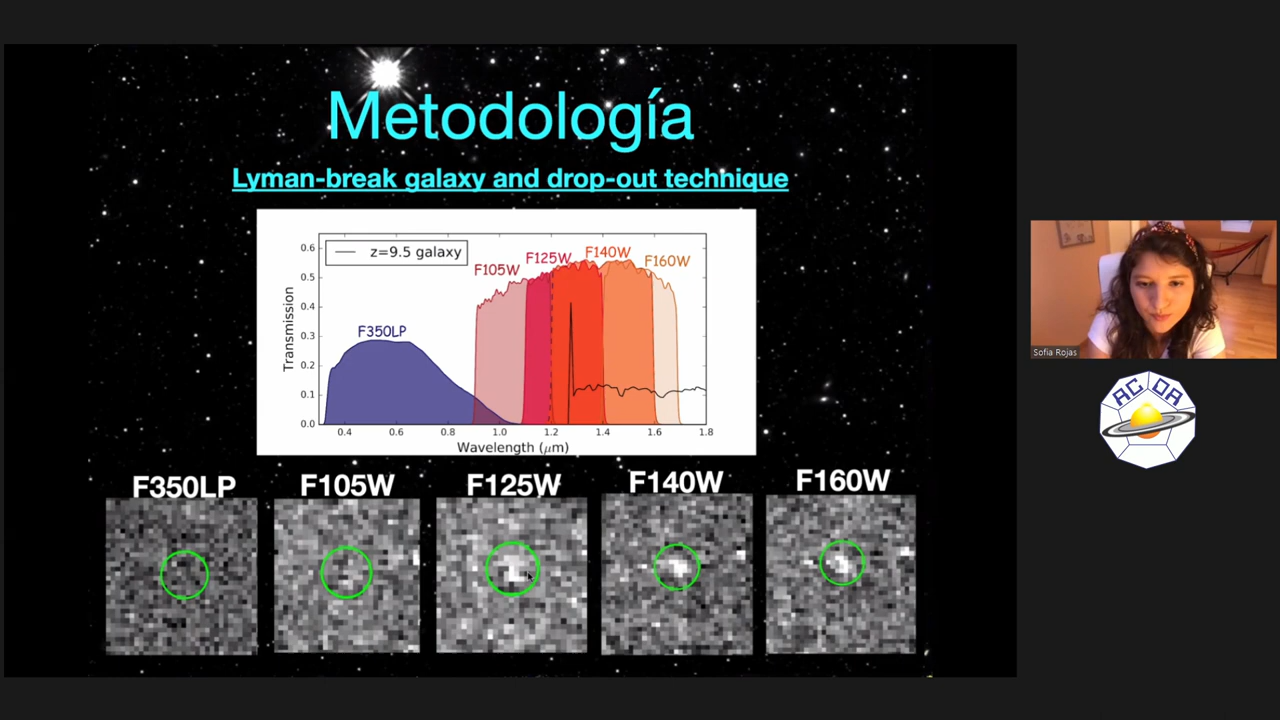 Metodología
Lyman-break galaxy and drop-out technique
z=9.5 galaxy
F105W
F125W
F140W
F160W
F350LP
Transmission
0.6
0.5
0.4
0.3
0.2
0.1
0.0
0.4 0.6 0.8 1.0 1.2 1.4 1.6 1.8
Wavelength (μm)
F350LP F105W F125W F140W F160W
Sofia Rojas
ACDA